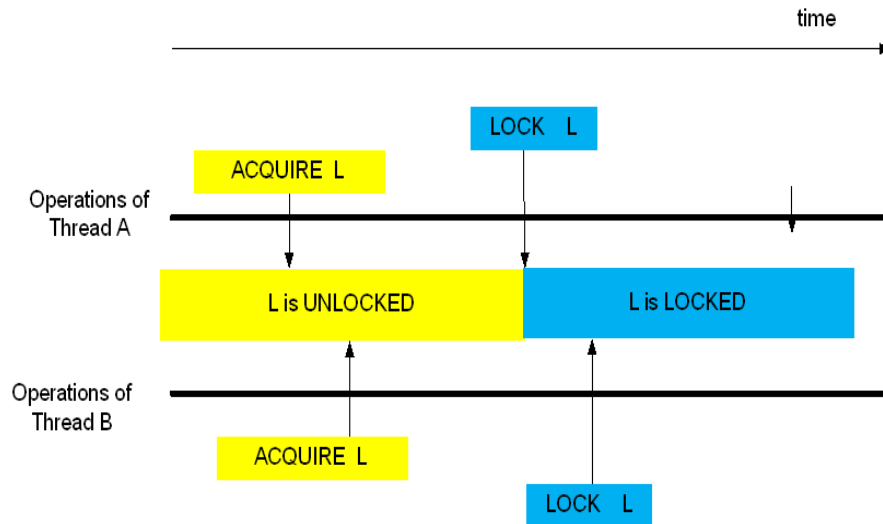 time
LOCK L
ACQUIRE L
Operations of
Thread A
L is UNLOCKED
L is LOCKED
Operations of
Thread B
ACQUIRE L
LOCK L